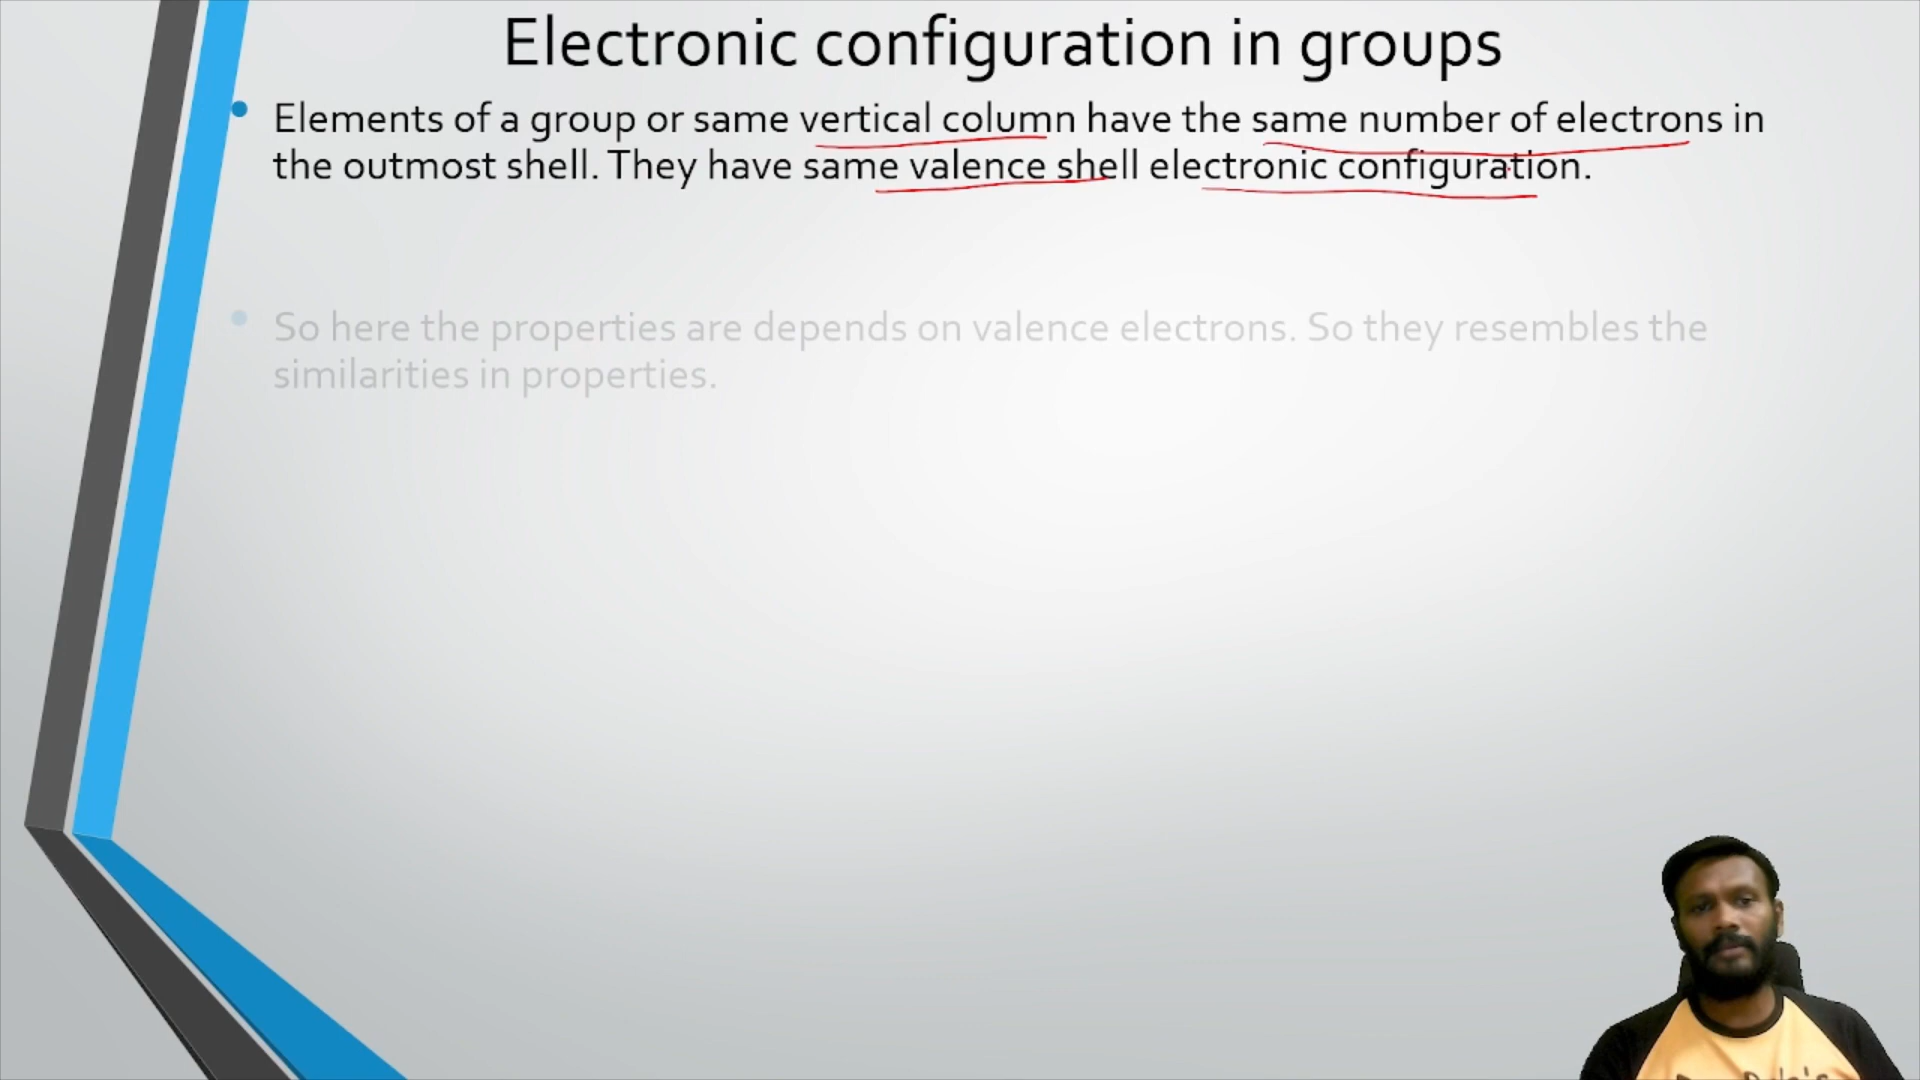 Electronic configuration in groups
• Elements of a group or same vertical column have the same number of electrons in
the outmost shell. They have same valence shell electronic configuration.
• So here the properties are depends on valence electrons. So they resembles the
similarities in properties.